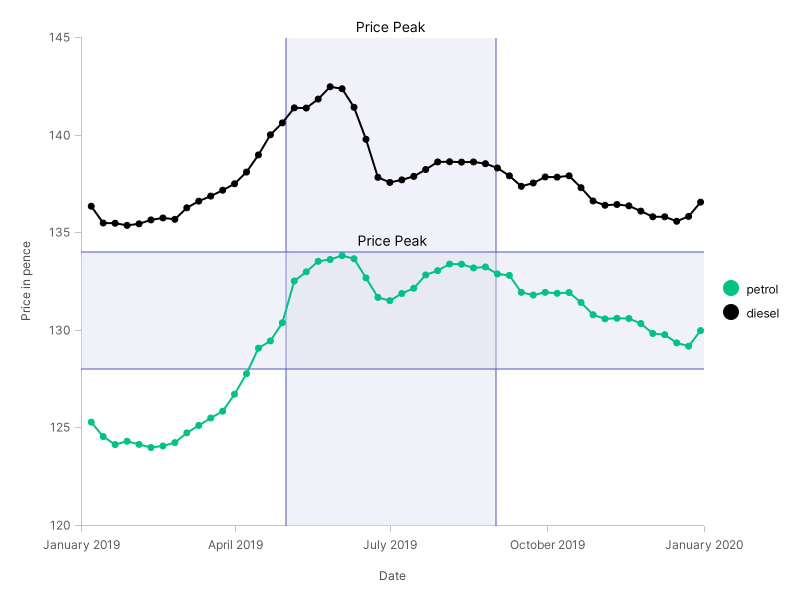 Price Peak
145
140
135
130
125
120
Price Peak
Price in pence
January 2019
April 2019
July 2019
October 2019
January 2020
Date
petrol
diesel